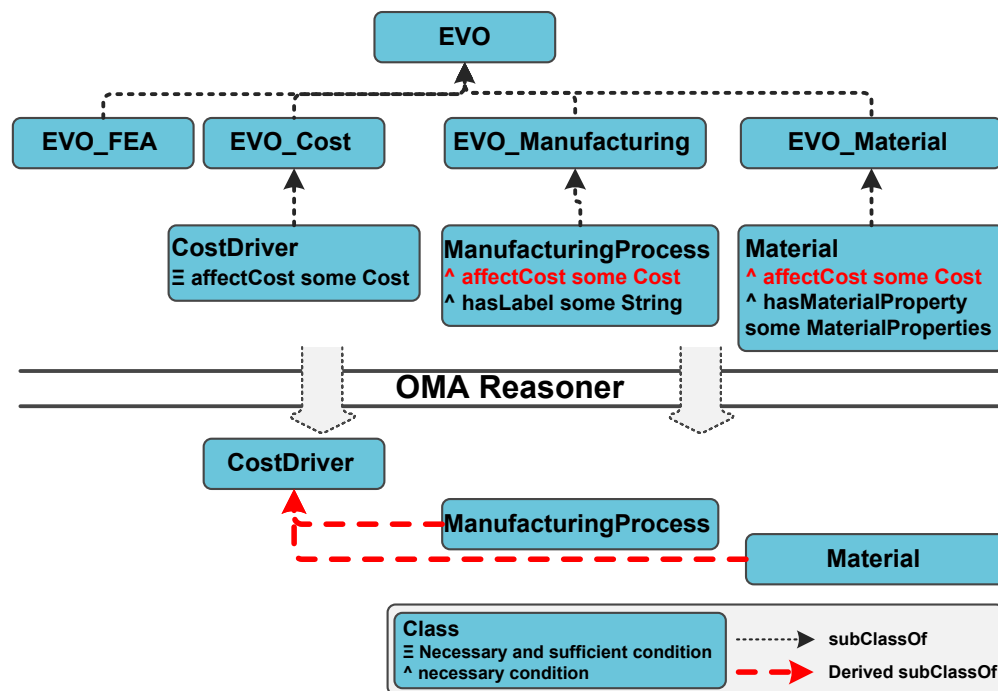 EVO
EVO_FEA
EVO_Cost
EVO_Manufacturing
EVO_Material
CostDriver
Ξ affectCost some Cost
ManufacturingProcess
^ affectCost some Cost
^ hasLabel some String
Material
^ affectCost some Cost
^ hasMaterialProperty
some MaterialProperties
OMA Reasoner
CostDriver
ManufacturingProcess
Material
Class
Ξ Necessary and sufficient condition
^ necessary condition
subClassOf
Derived subClassOf